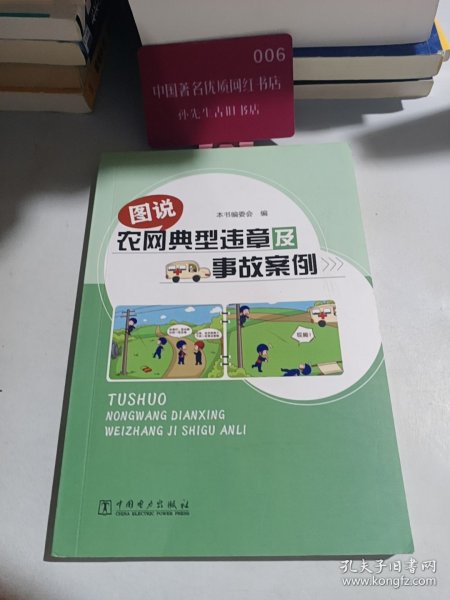 006
中国著名优质网红书店
孙先生古旧书店
图说
本书编委会 编
农网典型违章及
事故案例
救命!
TUSHUO
NONGWANG DIANXING
WEIZHANG JI SHIGU ANLI
中国电力出版社
CHINA ELECTRIC POWER PRESS
孔夫子旧书网
www.kongfz.com